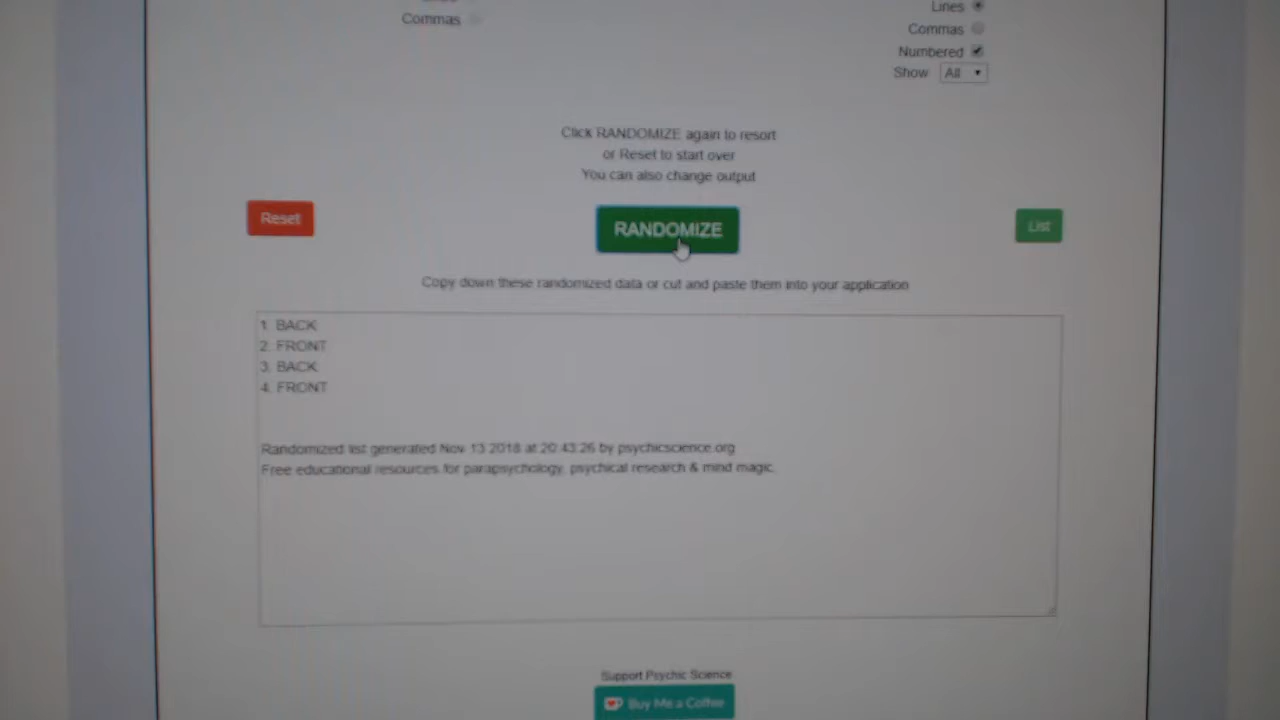 Commas
Lines
Commas
Numbered
Show All
Click RANDOMIZE again to resort
or Reset to start over
You can also change output
Reset
RANDOMIZE
List
Copy down these randomized data or cut and paste them into your application
1. BACK
2. FRONT
3. BACK
4. FRONT
Randomized list generated Nov 13 2018 at 20:43:26 by psychicscience.org
Free educational resources for parapsychology, psychical research & mind magic.
Support Psychic Science
Buy Me a Coffee